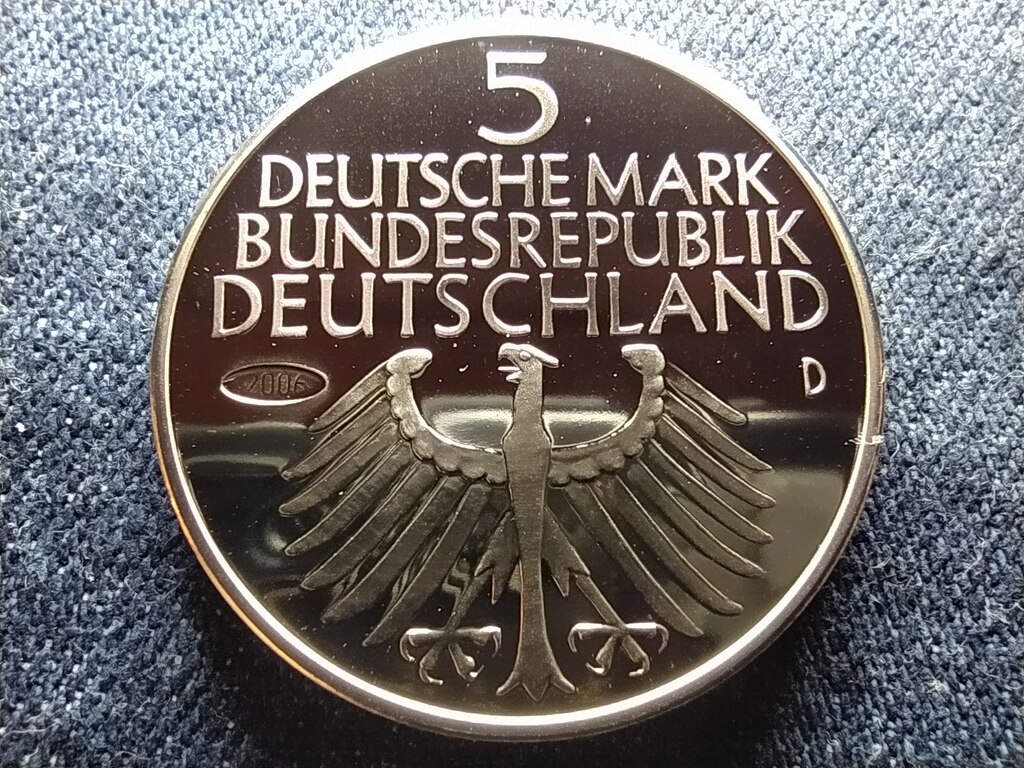 5
DEUTSCHE MARK
BUNDESREPUBLIK
DEUTSCHLAND
2006
D